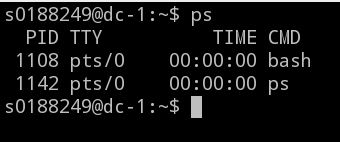 s0188249@dc-1:~$ ps
  PID TTY          TIME CMD
 1108 pts/0    00:00:00 bash
 1142 pts/0    00:00:00 ps
s0188249@dc-1:~$